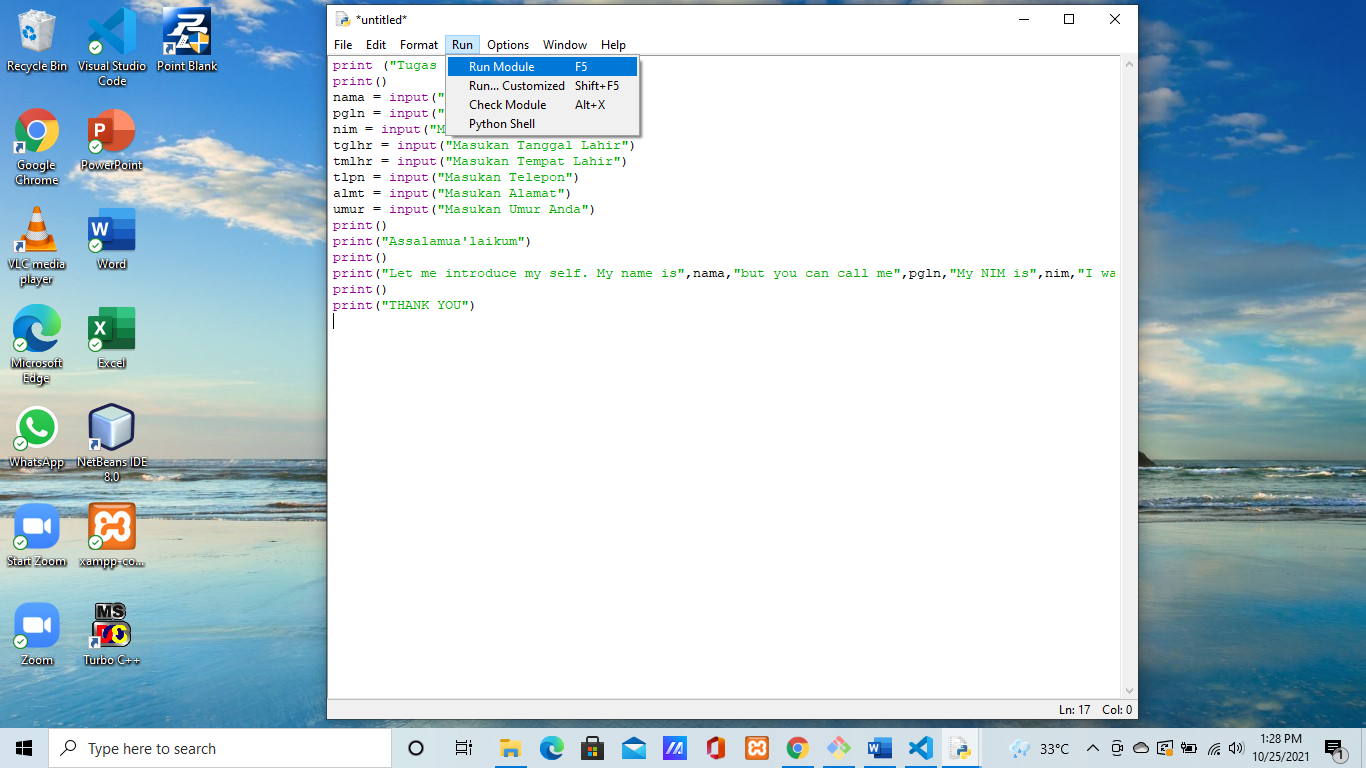 *untitled*
File Edit Format Run Options Window Help
Run Module F5
Run... Customized Shift+F5
Check Module Alt+X
Python Shell
print ("Tugas
print()
nama = input("
pgln = input("
nim = input("M
tglhr = input("Masukan Tanggal Lahir")
tmlhr = input("Masukan Tempat Lahir")
tlpn = input("Masukan Telepon")
almt = input("Masukan Alamat")
umur = input("Masukan Umur Anda")
print()
print("Assalamua'laikum")
print()
print("Let me introduce my self. My name is",nama,"but you can call me",pgln,"My NIM is",nim,"I wa
print()
print("THANK YOU")
Ln: 17 Col: 0
Recycle Bin
Visual Studio Code
Point Blank
Google Chrome
PowerPoint
VLC media player
Word
Microsoft Edge
Excel
WhatsApp
NetBeans IDE 8.0
Start Zoom
xampp-co...
Zoom
MS
Turbo C++
Type here to search
33°C
1:28 PM
10/25/2021
1